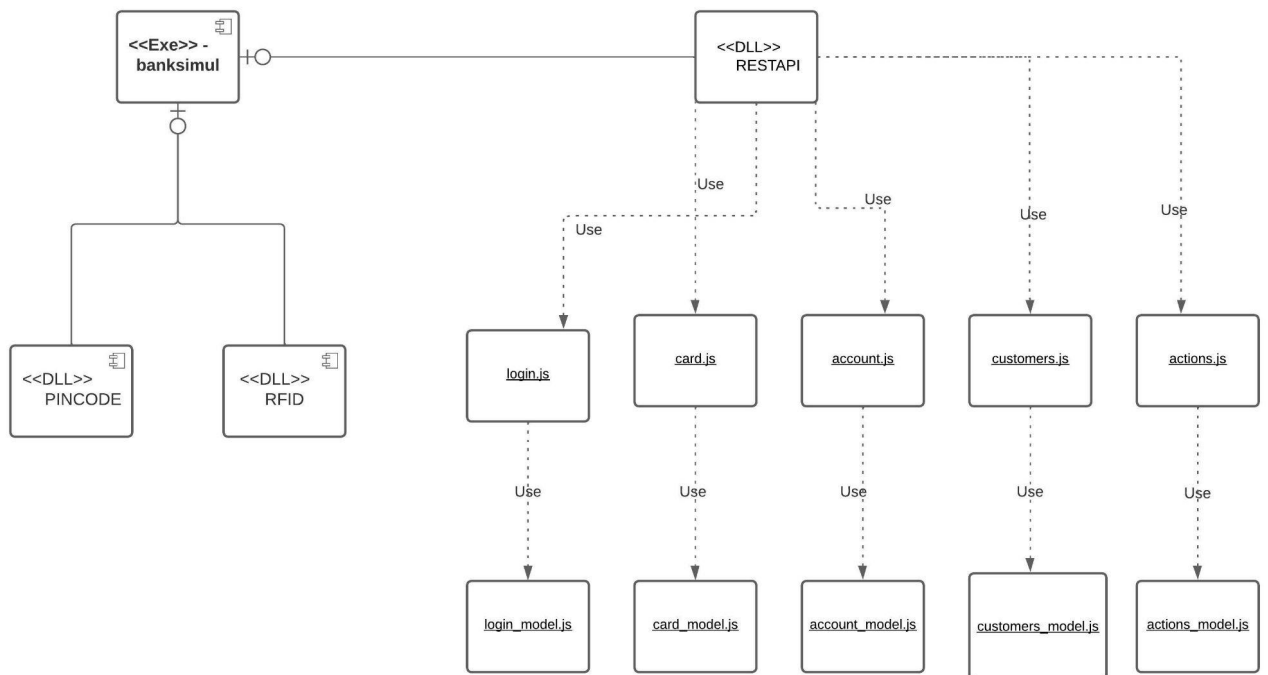 <<Exe>> -
banksimul
<<DLL>>
RESTAPI
Use
Use
Use
Use
Use
<<DLL>>
PINCODE
<<DLL>>
RFID
login.js
card.js
account.js
customers.js
actions.js
Use
Use
Use
Use
Use
login_model.js
card_model.js
account_model.js
customers_model.js
actions_model.js